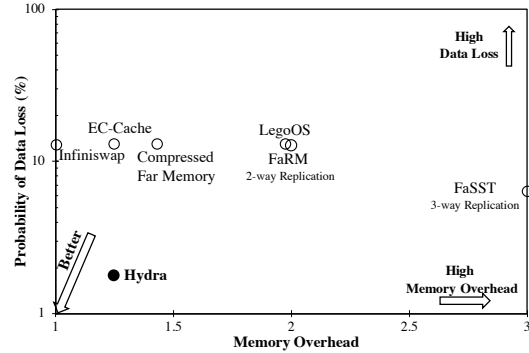 100
High
Data Loss
Probability of Data Loss (%)
EC-Cache
LegoOS
Infiniswap
Compressed
Far Memory
FaRM
2-way Replication
10
FaSST
3-way Replication
Better
Hydra
High
Memory Overhead
1
1
1.5
2
2.5
3
Memory Overhead